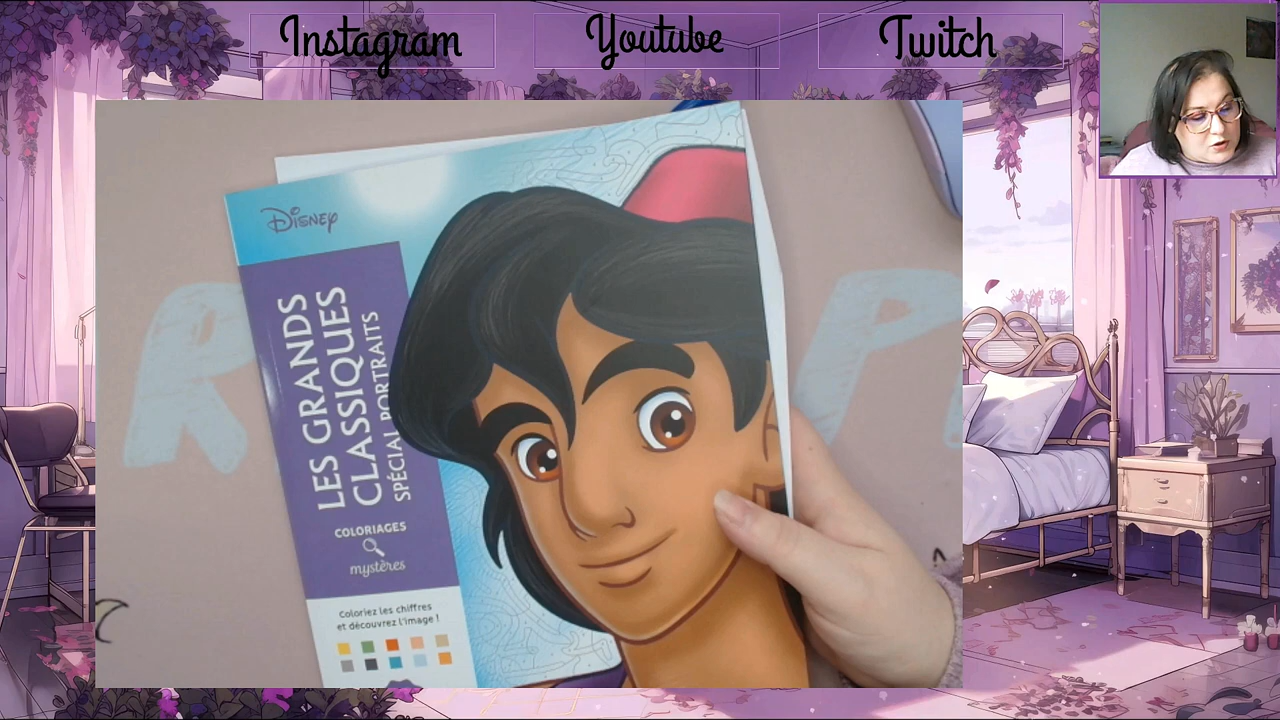 Instagram
Youtube
Twitch
Disney
LES GRANDS
CLASSIQUES
SPÉCIAL PORTRAITS
COLORIAGES
mystères
Coloriez les chiffres
et découvrez l'image !
R
P